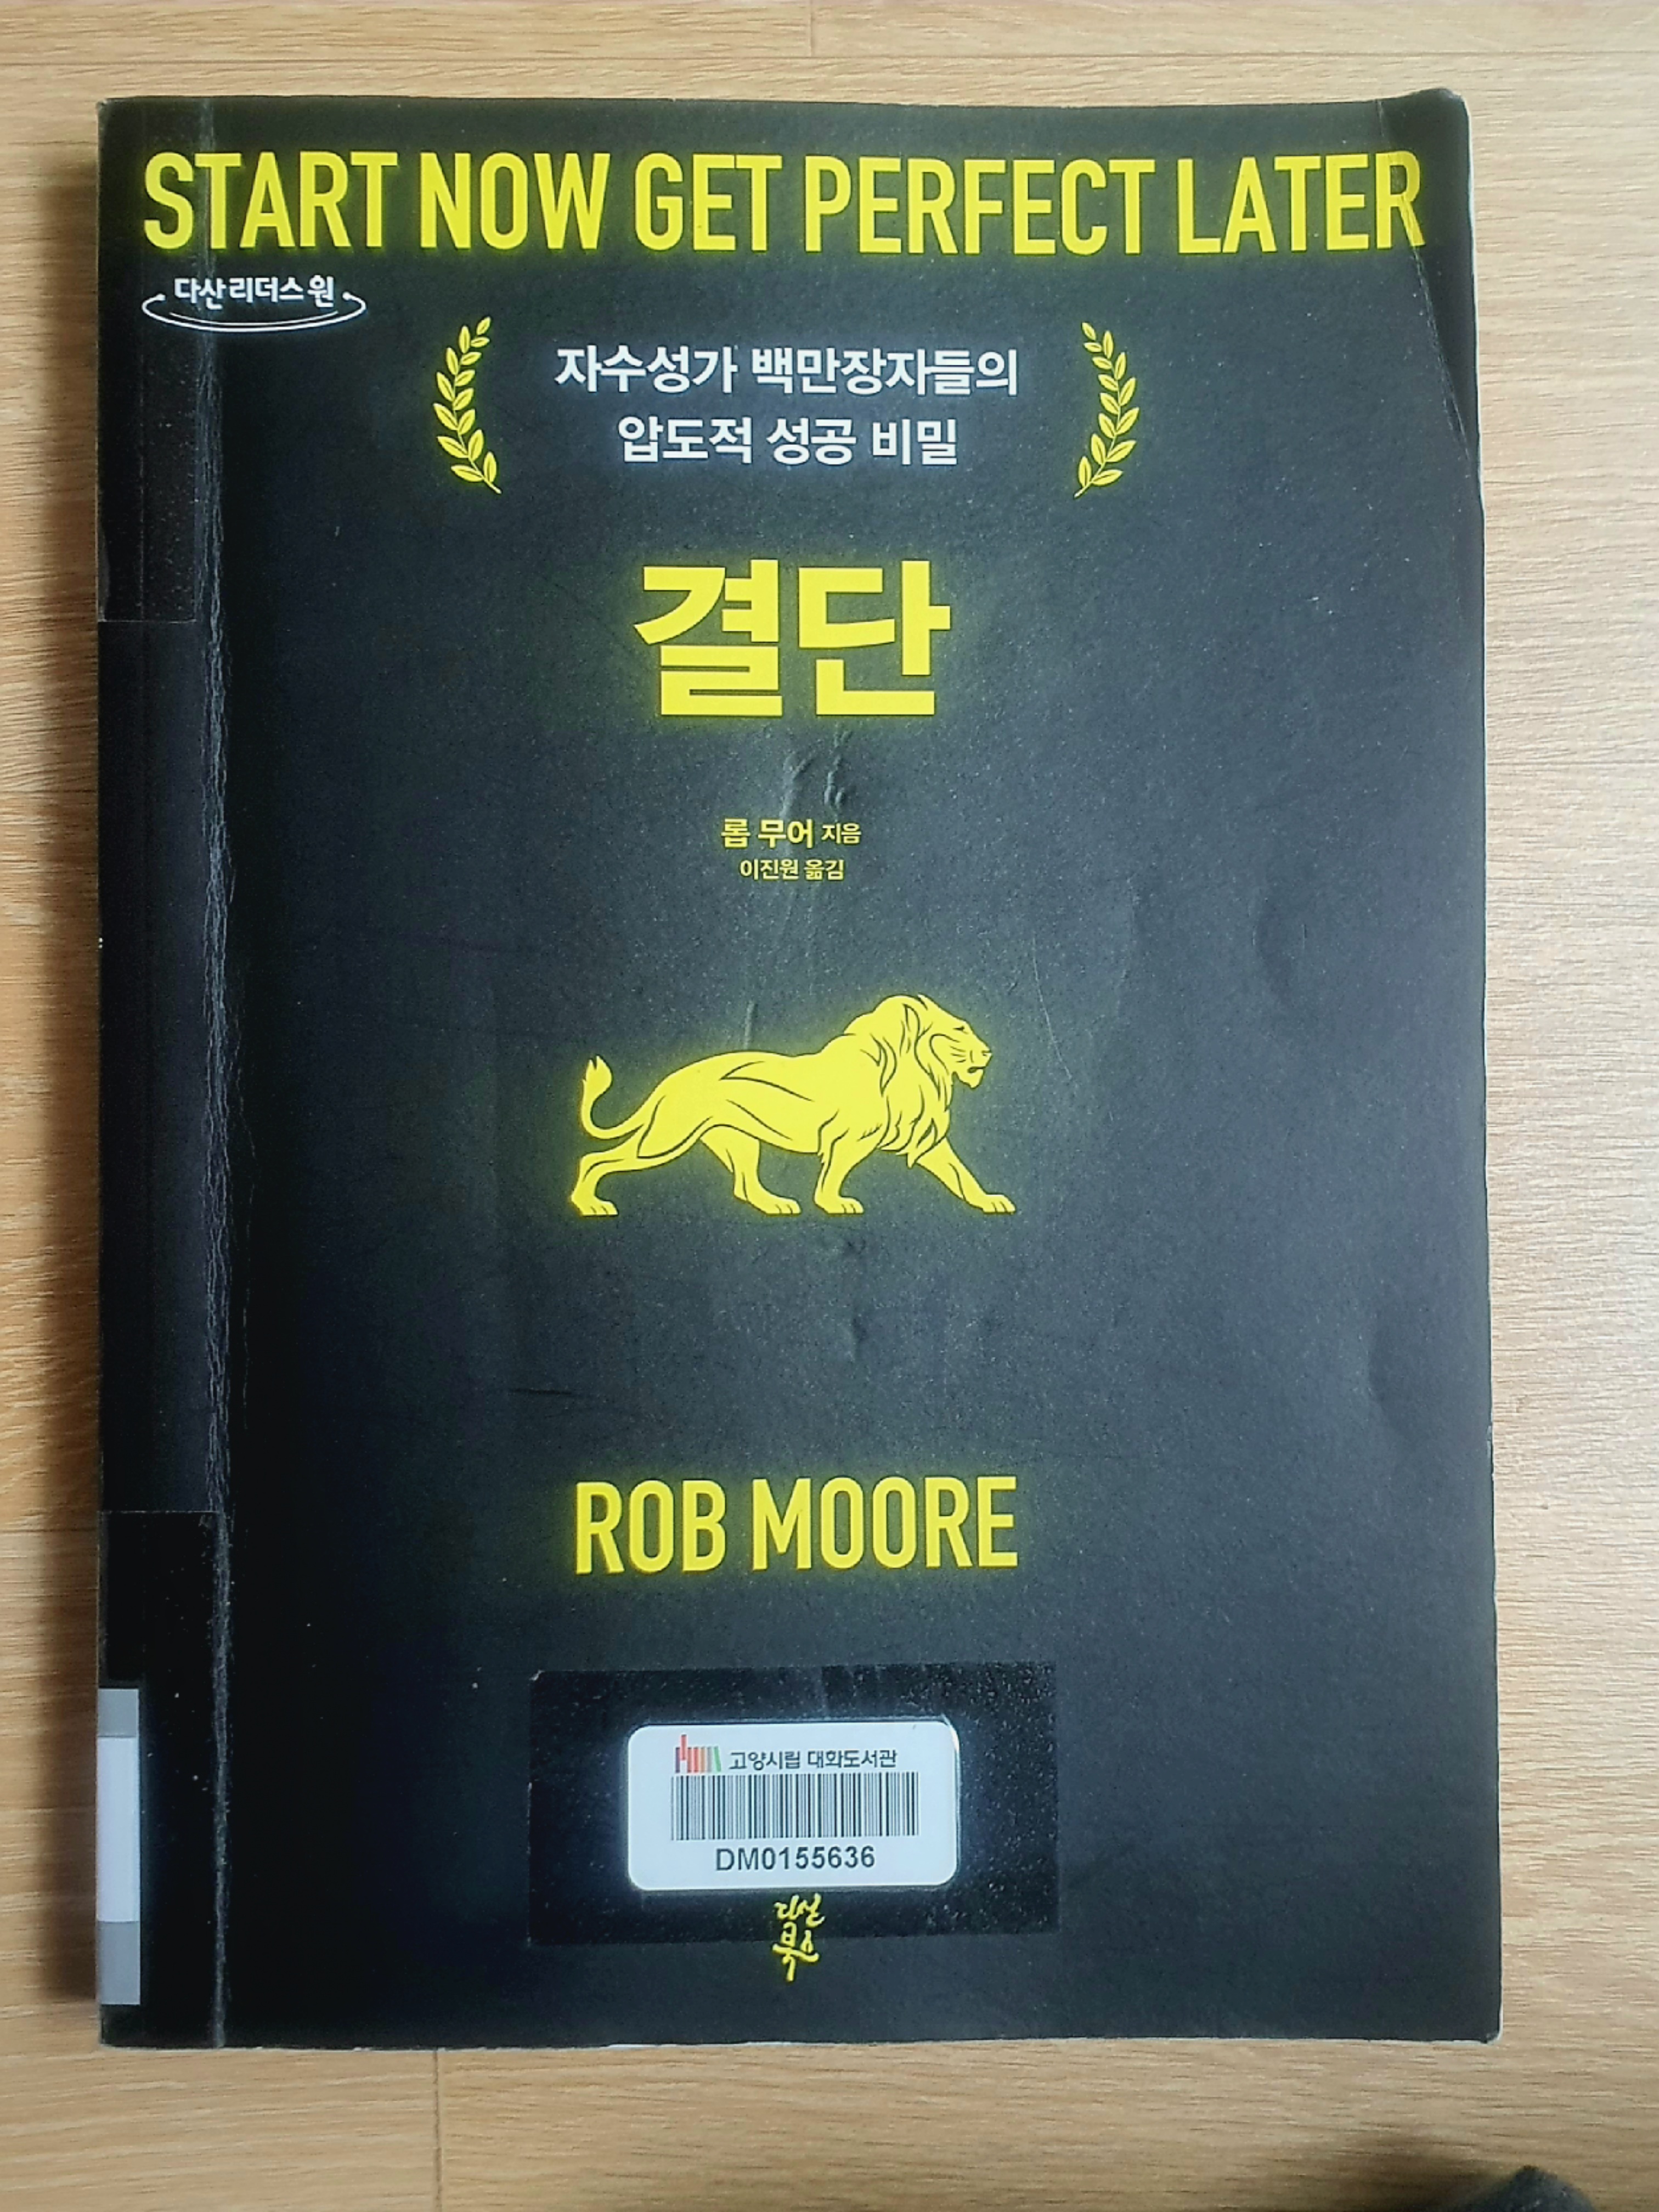 START NOW GET PERFECT LATER
다산리더스원
자수성가 백만장자들의
압도적 성공 비밀
결단
롭 무어 지음
이진원 옮김
ROB MOORE
고양시립 대화도서관
DM0155636
다산
북스